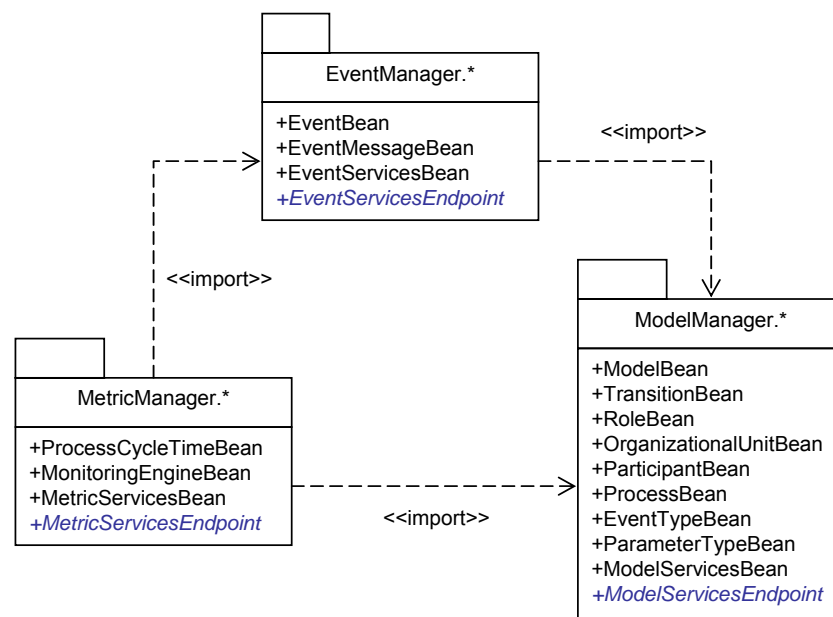 EventManager.*
+EventBean
+EventMessageBean
+EventServicesBean
+EventServicesEndpoint
<<import>>
<<import>>
ModelManager.*
+ModelBean
+TransitionBean
+RoleBean
+OrganizationalUnitBean
+ParticipantBean
+ProcessBean
+EventTypeBean
+ParameterTypeBean
+ModelServicesBean
+ModelServicesEndpoint
MetricManager.*
+ProcessCycleTimeBean
+MonitoringEngineBean
+MetricServicesBean
+MetricServicesEndpoint
<<import>>